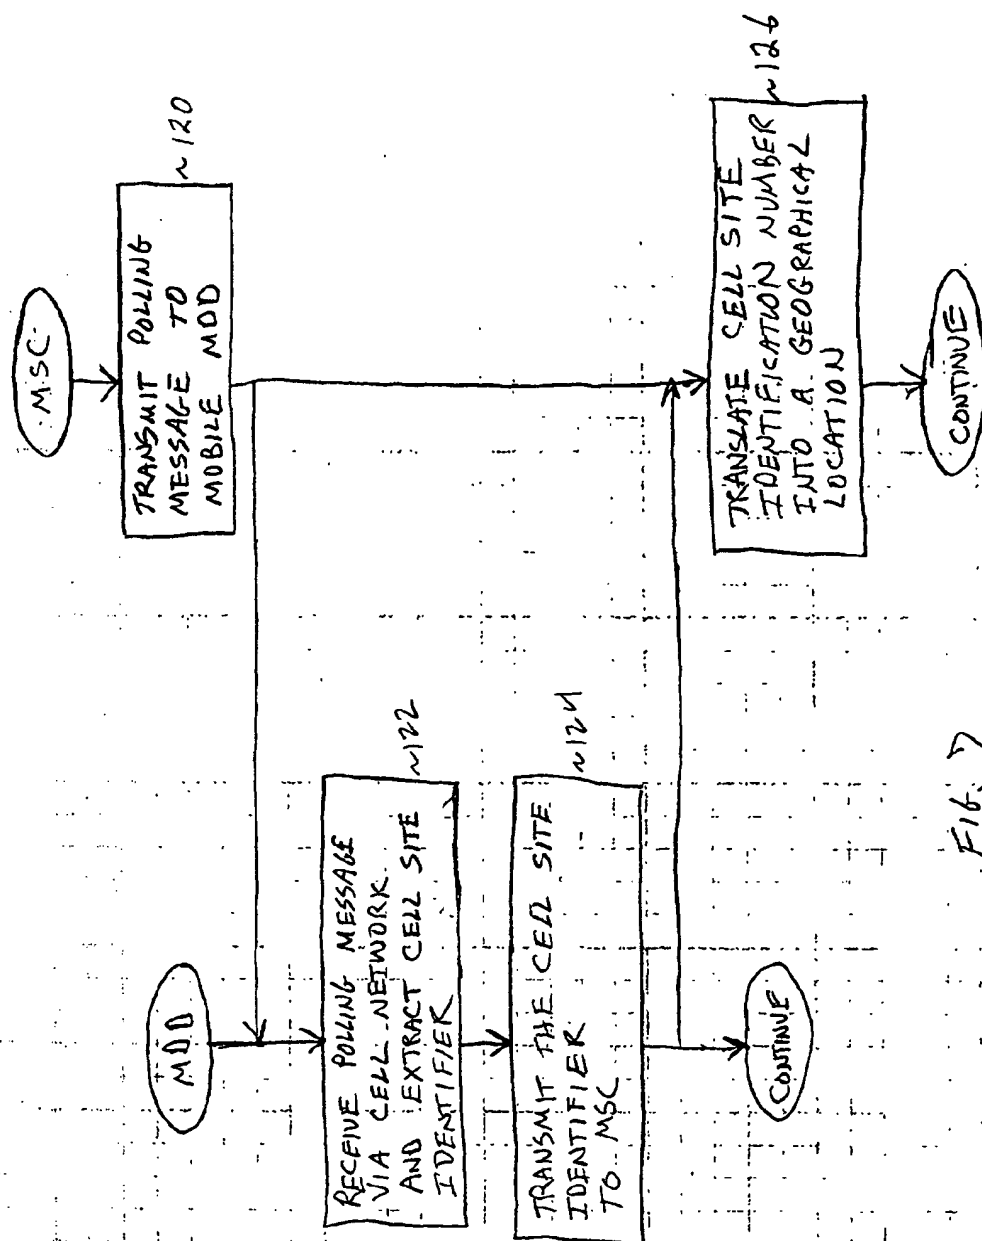 MDD
RECEIVE POLLING MESSAGE
VIA CELL NETWORK
AND EXTRACT CELL SITE
IDENTIFIER
~122
TRANSMIT THE CELL SITE
IDENTIFIER
TO MSC
~124
CONTINUE
MSC
TRANSMIT POLLING
MESSAGE TO
MOBILE MDD
~120
TRANSLATE CELL SITE
IDENTIFICATION NUMBER
INTO A GEOGRAPHICAL
LOCATION
~126
CONTINUE
FIG. 7